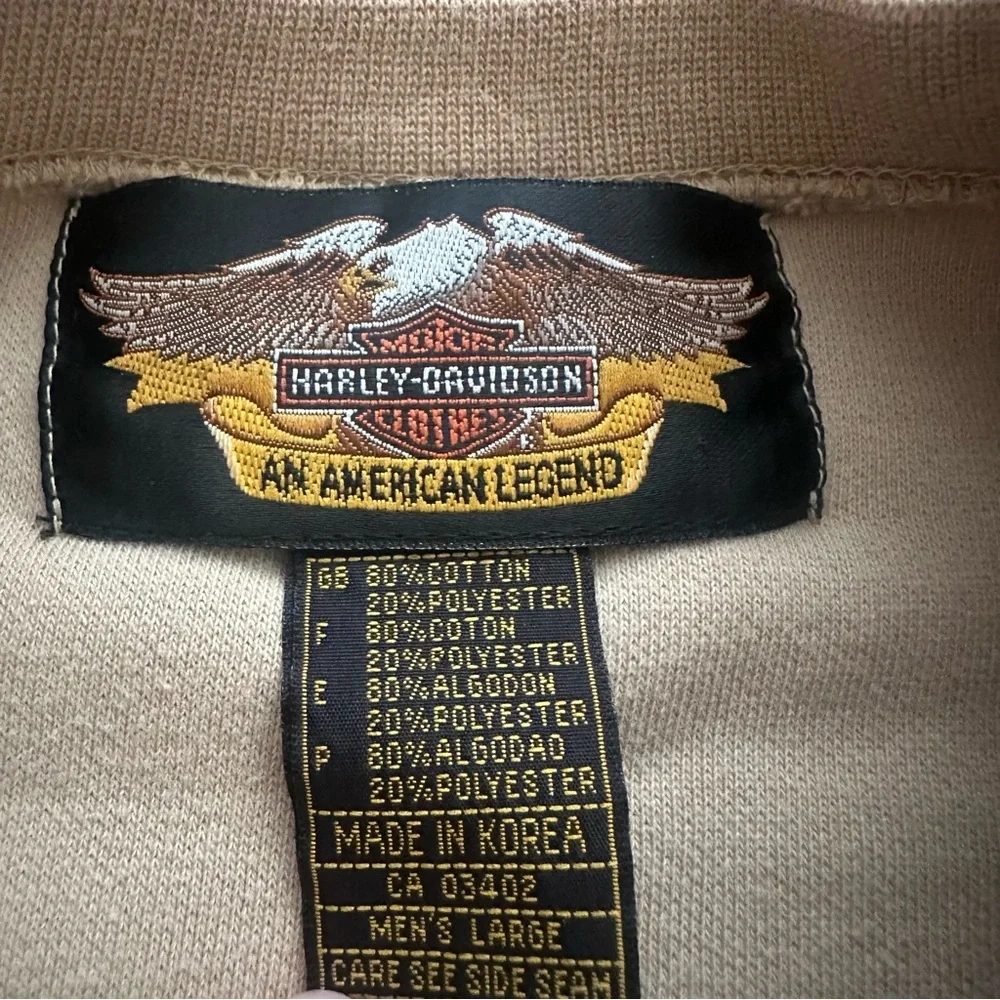 MOTOR
HARLEY-DAVIDSON
CLOTHES
AN AMERICAN LEGEND
GB 80%COTTON
20%POLYESTER
F 80%COTON
20%POLYESTER
E 80%ALGODON
20%POLYESTER
P 80%ALGODAO
20%POLYESTER
MADE IN KOREA
CA 03402
MEN'S LARGE
CARE SEE SIDE SEAM